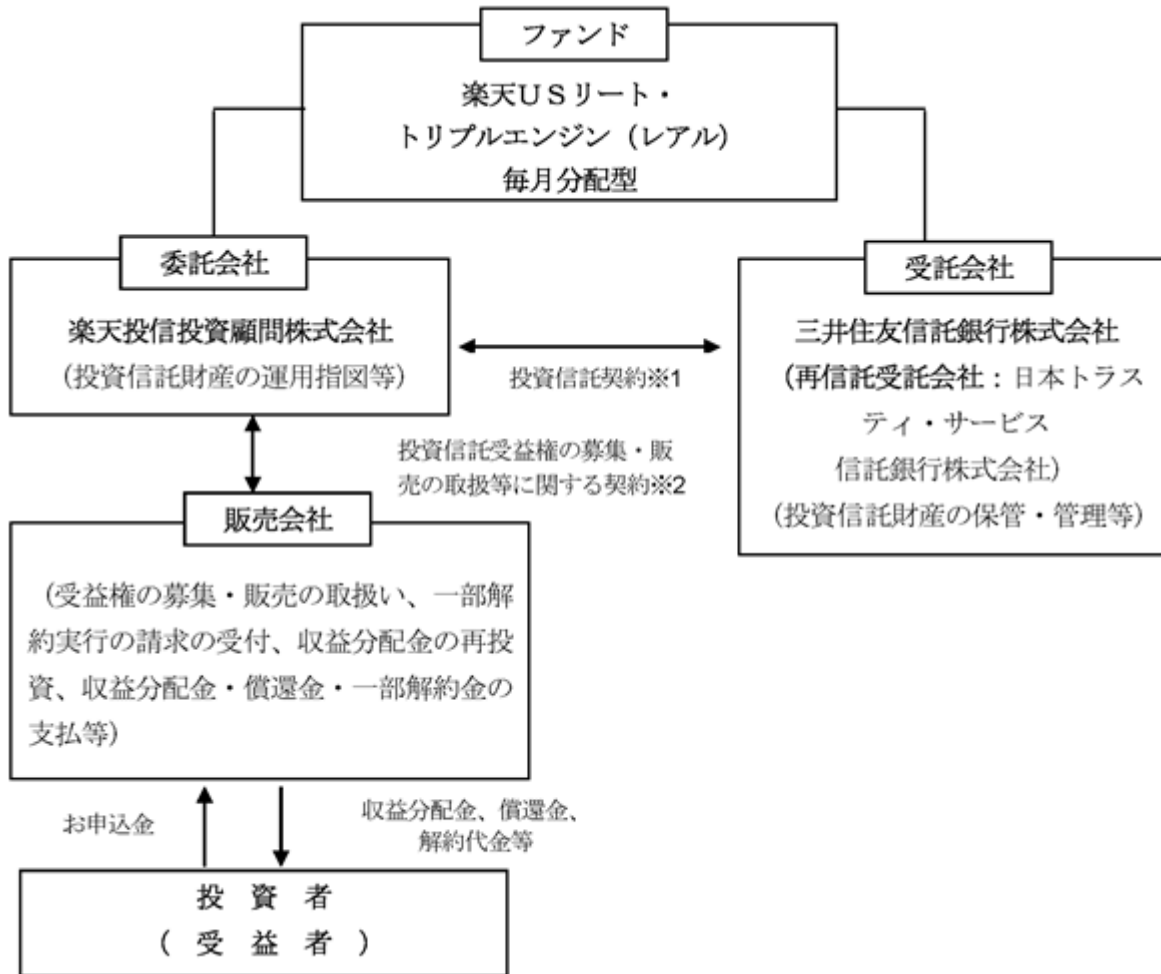 ファンド
楽天USリート・
トリプルエンジン（レアル）
毎月分配型
委託会社
楽天投信投資顧問株式会社
（投資信託財産の運用指図等）
投資信託契約※1
受託会社
三井住友信託銀行株式会社
（再信託受託会社：日本トラス
ティ・サービス
信託銀行株式会社）
（投資信託財産の保管・管理等）
投資信託受益権の募集・販
売の取扱等に関する契約※2
販売会社
（受益権の募集・販売の取扱い、一部解
約実行の請求の受付、収益分配金の再投
資、収益分配金・償還金・一部解約金の
支払等）
お申込金
収益分配金、償還金、
解約代金等
投　資　者
（　受　益　者　）